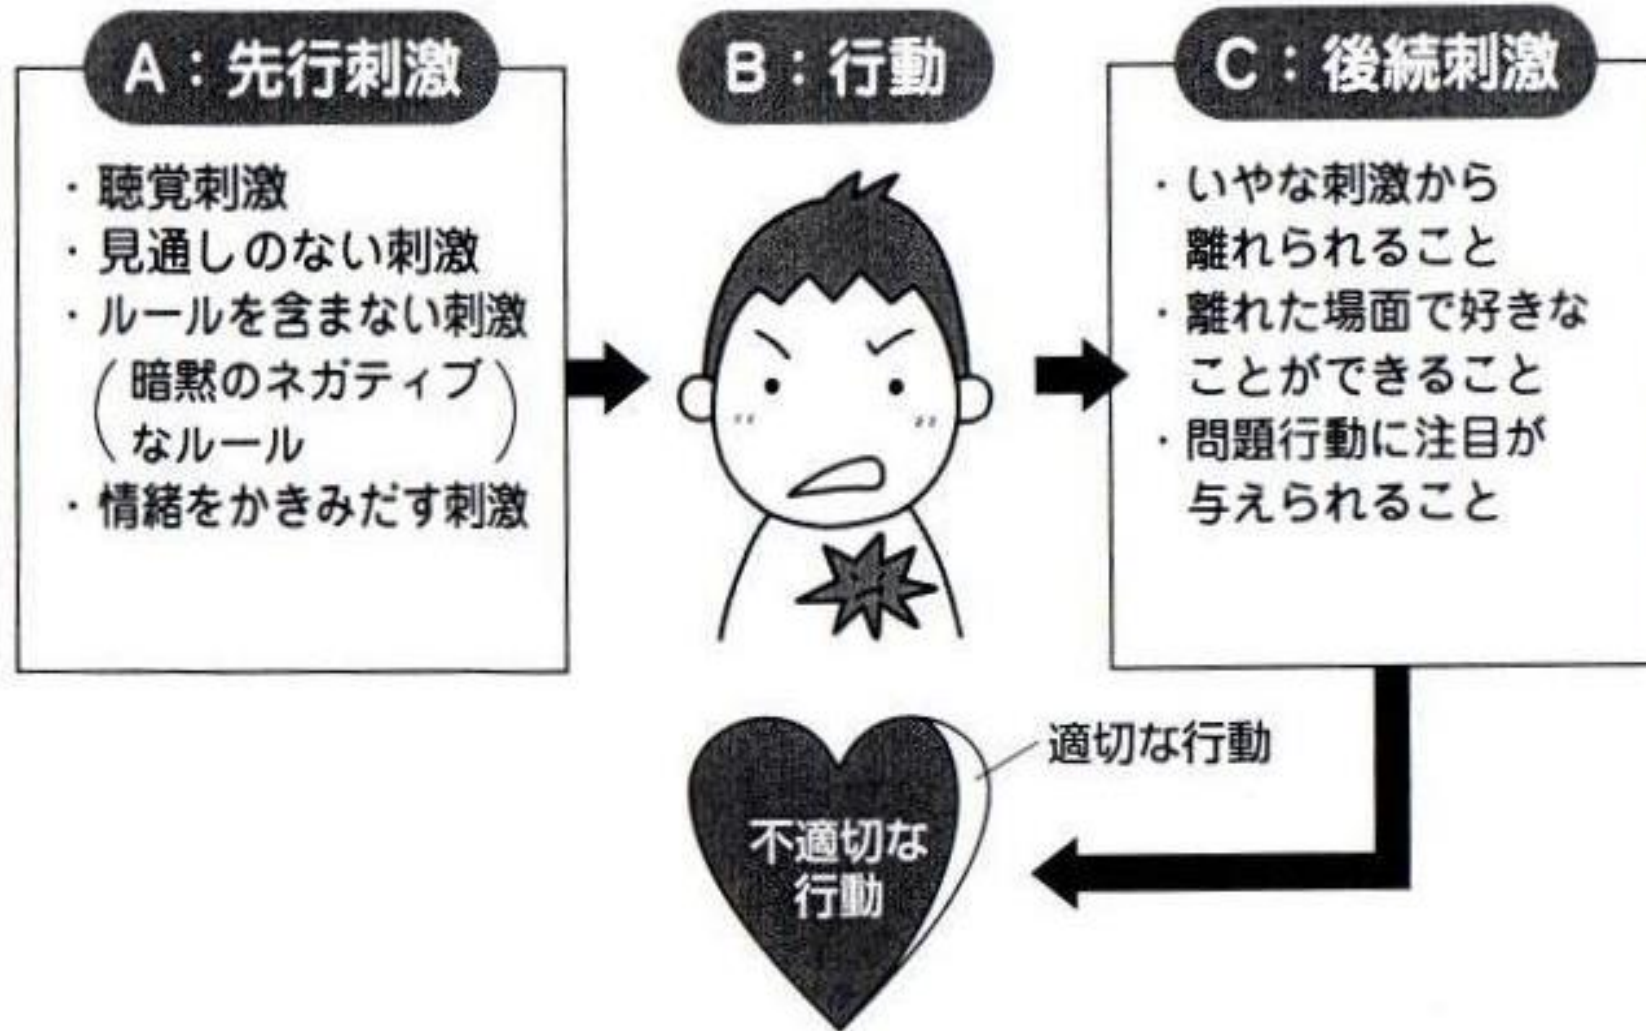 A：先行刺激
・聴覚刺激
・見通しのない刺激
・ルールを含まない刺激
（暗黙のネガティブ
なルール）
・情緒をかきみだす刺激
B：行動
C：後続刺激
・いやな刺激から
離れられること
・離れた場面で好きな
ことができること
・問題行動に注目が
与えられること
適切な行動
不適切な
行動